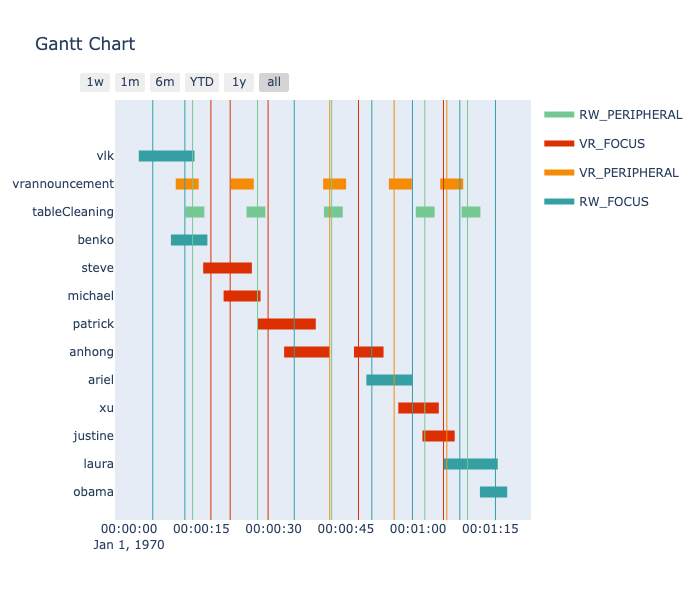 Gantt Chart
1w 1m 6m YTD 1y all
RW_PERIPHERAL
VR_FOCUS
VR_PERIPHERAL
RW_FOCUS
vlk
vrannouncement
tableCleaning
benko
steve
michael
patrick
anhong
ariel
xu
justine
laura
obama
00:00:00 00:00:15 00:00:30 00:00:45 00:01:00 00:01:15
Jan 1, 1970